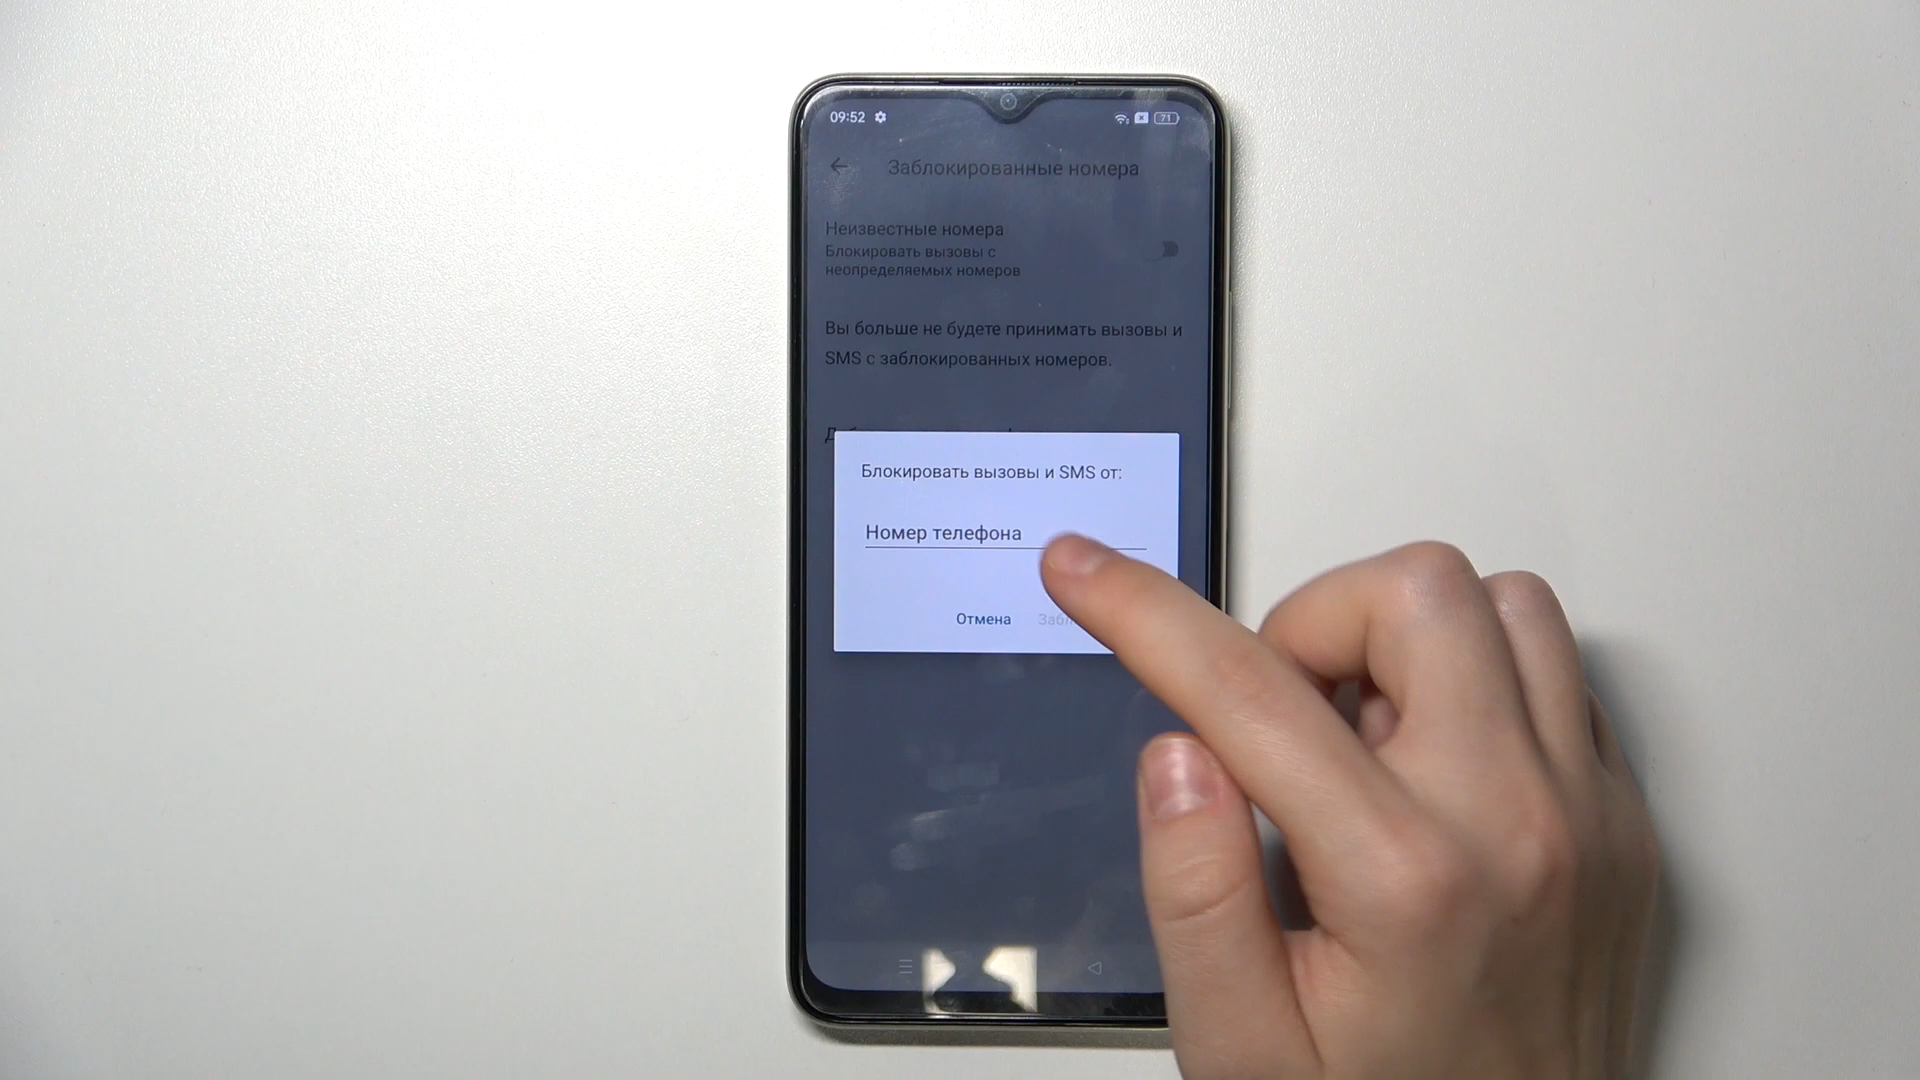 09:52
71
Заблокированные номера
Неизвестные номера
Блокировать вызовы с
неопределяемых номеров
Вы больше не будете принимать вызовы и
SMS с заблокированных номеров.
Блокировать вызовы и SMS от:
Номер телефона
Отмена